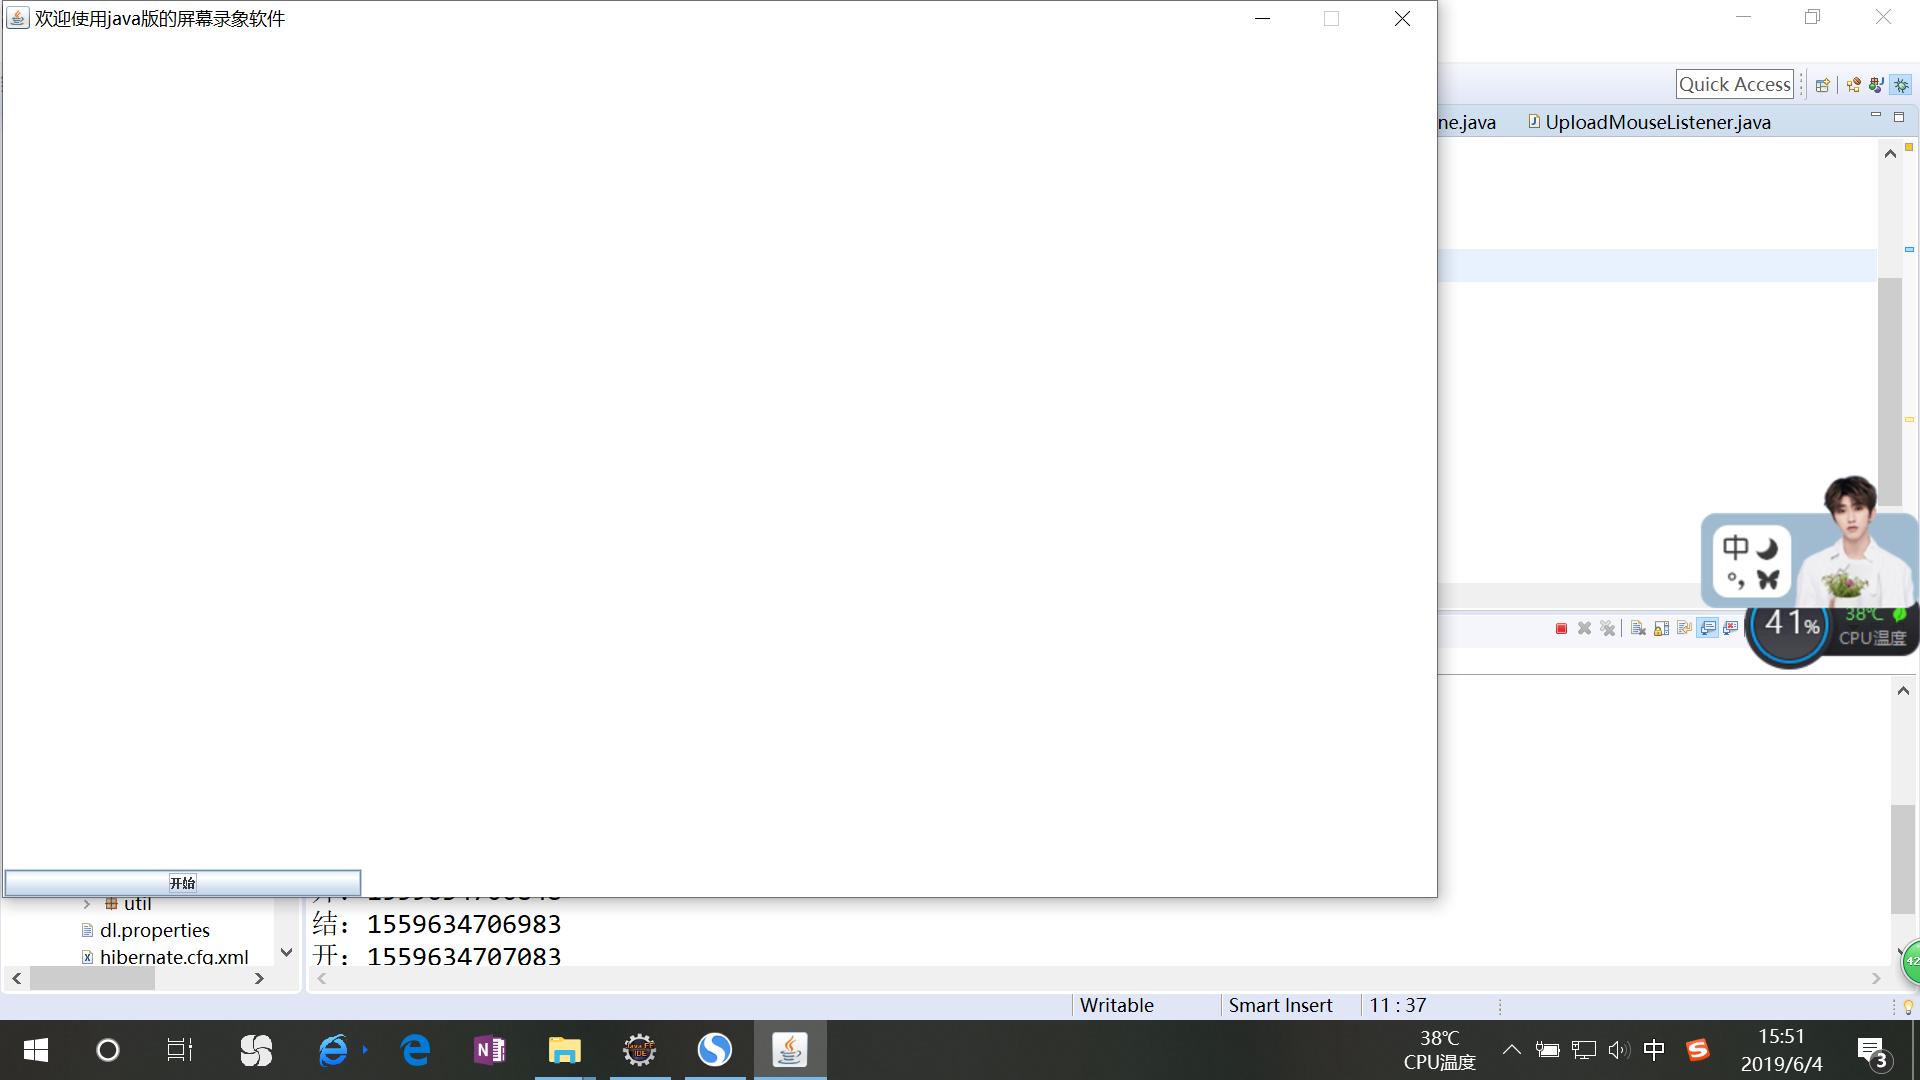 欢迎使用java版的屏幕录象软件
Quick Access
ne.java
UploadMouseListener.java
中
41%
38℃
CPU温度
开始
util
dl.properties
hibernate.cfg.xml
结: 1559634706983
开: 1559634707083
42
Writable
Smart Insert
11 : 37
38℃
CPU温度
中
15:51
2019/6/4
3